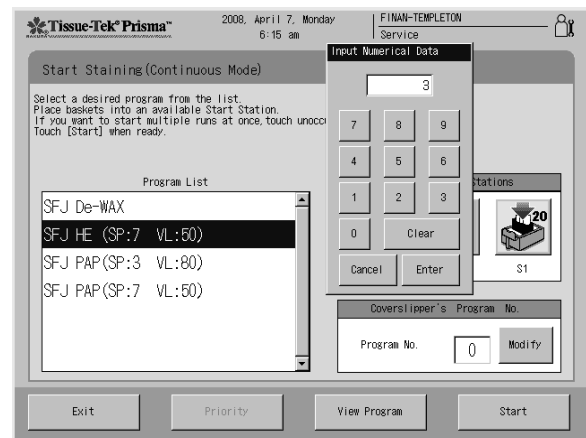 Tissue-Tek® Prisma™
SAKURA
2008, April 7, Monday
6:15 am
FINAN-TEMPLETON
Service
Start Staining(Continuous Mode)
Input Numerical Data
3
Select a desired program from the list.
Place baskets into an available Start Station.
If you want to start multiple runs at once, touch unoccu
Touch [Start] when ready.
7 8 9
4 5 6
1 2 3
0 Clear
Cancel Enter
Program List
SFJ De-WAX
SFJ HE (SP:7 VL:50)
SFJ PAP(SP:3 VL:80)
SFJ PAP(SP:7 VL:50)
Stations
20
S1
Coverslipper's Program No.
Program No. 0 Modify
Exit Priority View Program Start